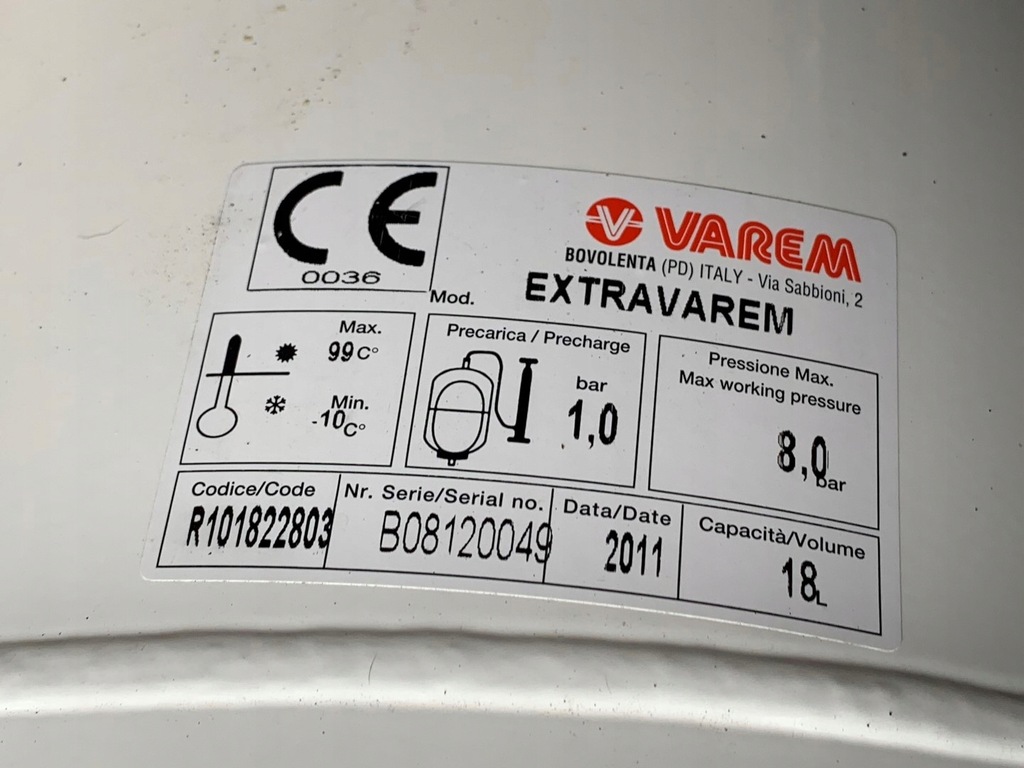 CE
0036
VAREM
BOVOLENTA (PD) ITALY - Via Sabbioni, 2
Mod. EXTRAVAREM
Max.
99 C°
Min.
-10 C°
Precarica / Precharge
bar
1,0
Pressione Max.
Max working pressure
8,0 bar
Codice/Code
R101822803
Nr. Serie/Serial no.
B08120049
Data/Date
2011
Capacità/Volume
18L